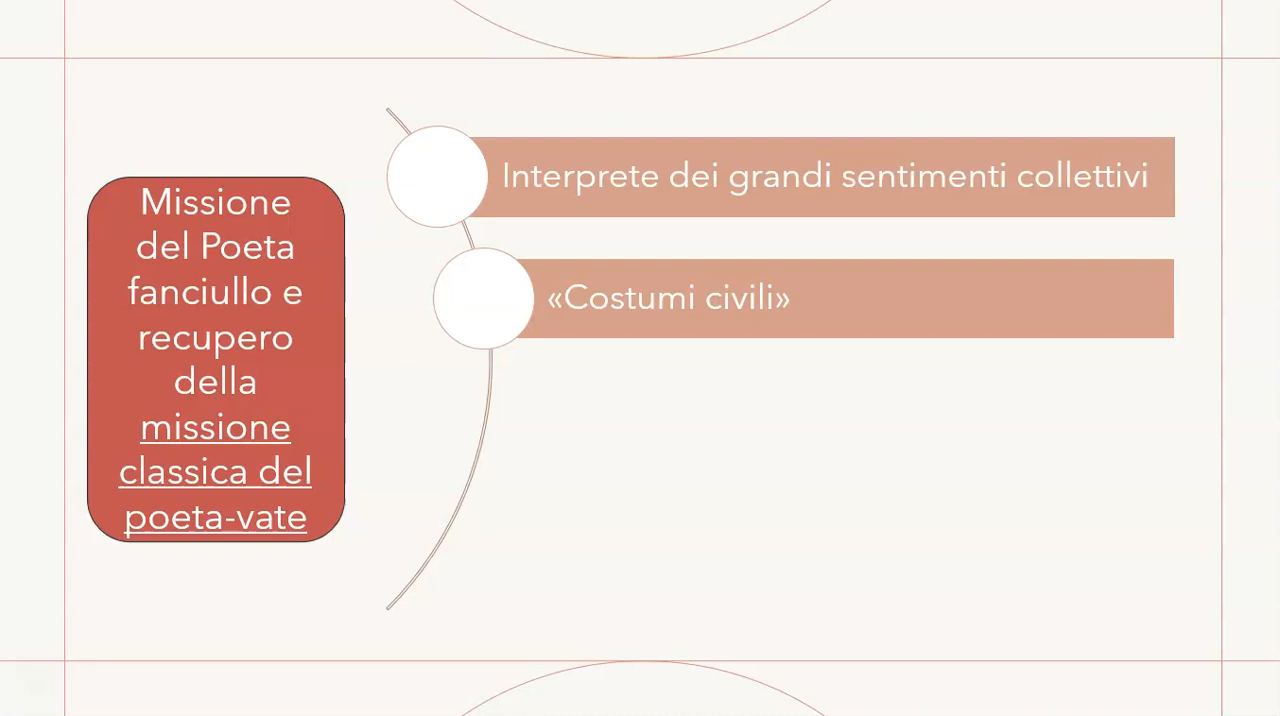 Missione
del Poeta
fanciullo e
recupero
della
missione
classica del
poeta-vate
Interprete dei grandi sentimenti collettivi
«Costumi civili»